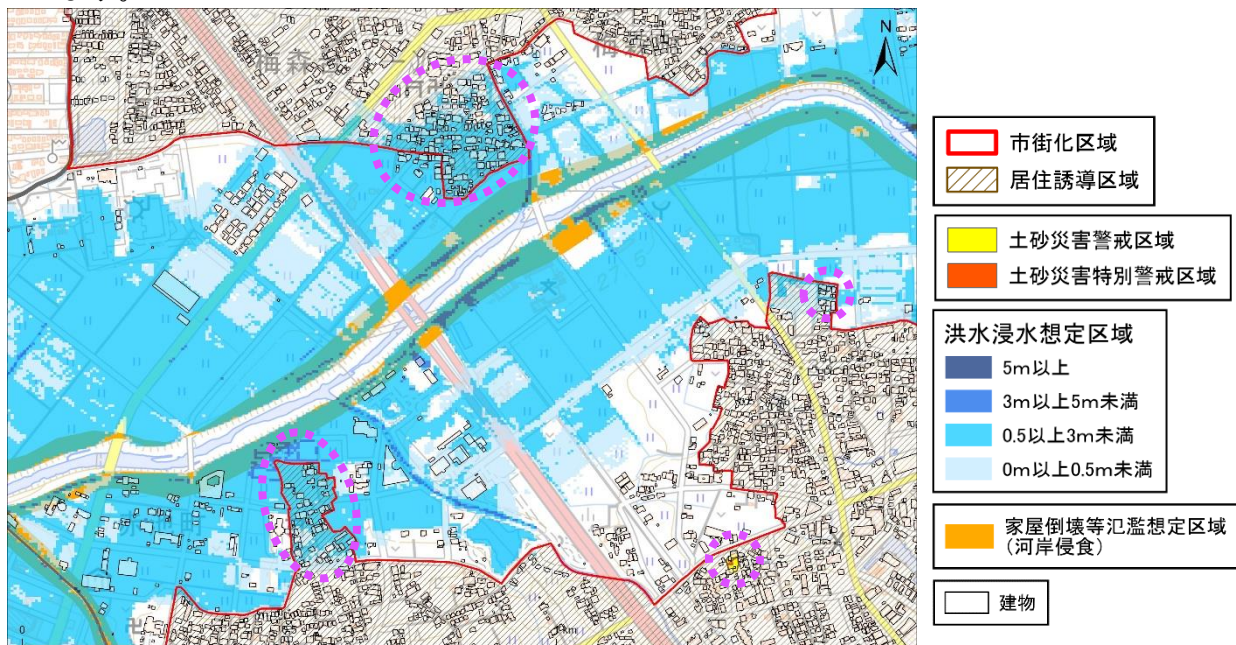 N
梅森
市街化区域
居住誘導区域
土砂災害警戒区域
土砂災害特別警戒区域
洪水浸水想定区域
5m以上
3m以上5m未満
0.5以上3m未満
0m以上0.5m未満
家屋倒壊等氾濫想定区域
(河岸侵食)
建物
0
km